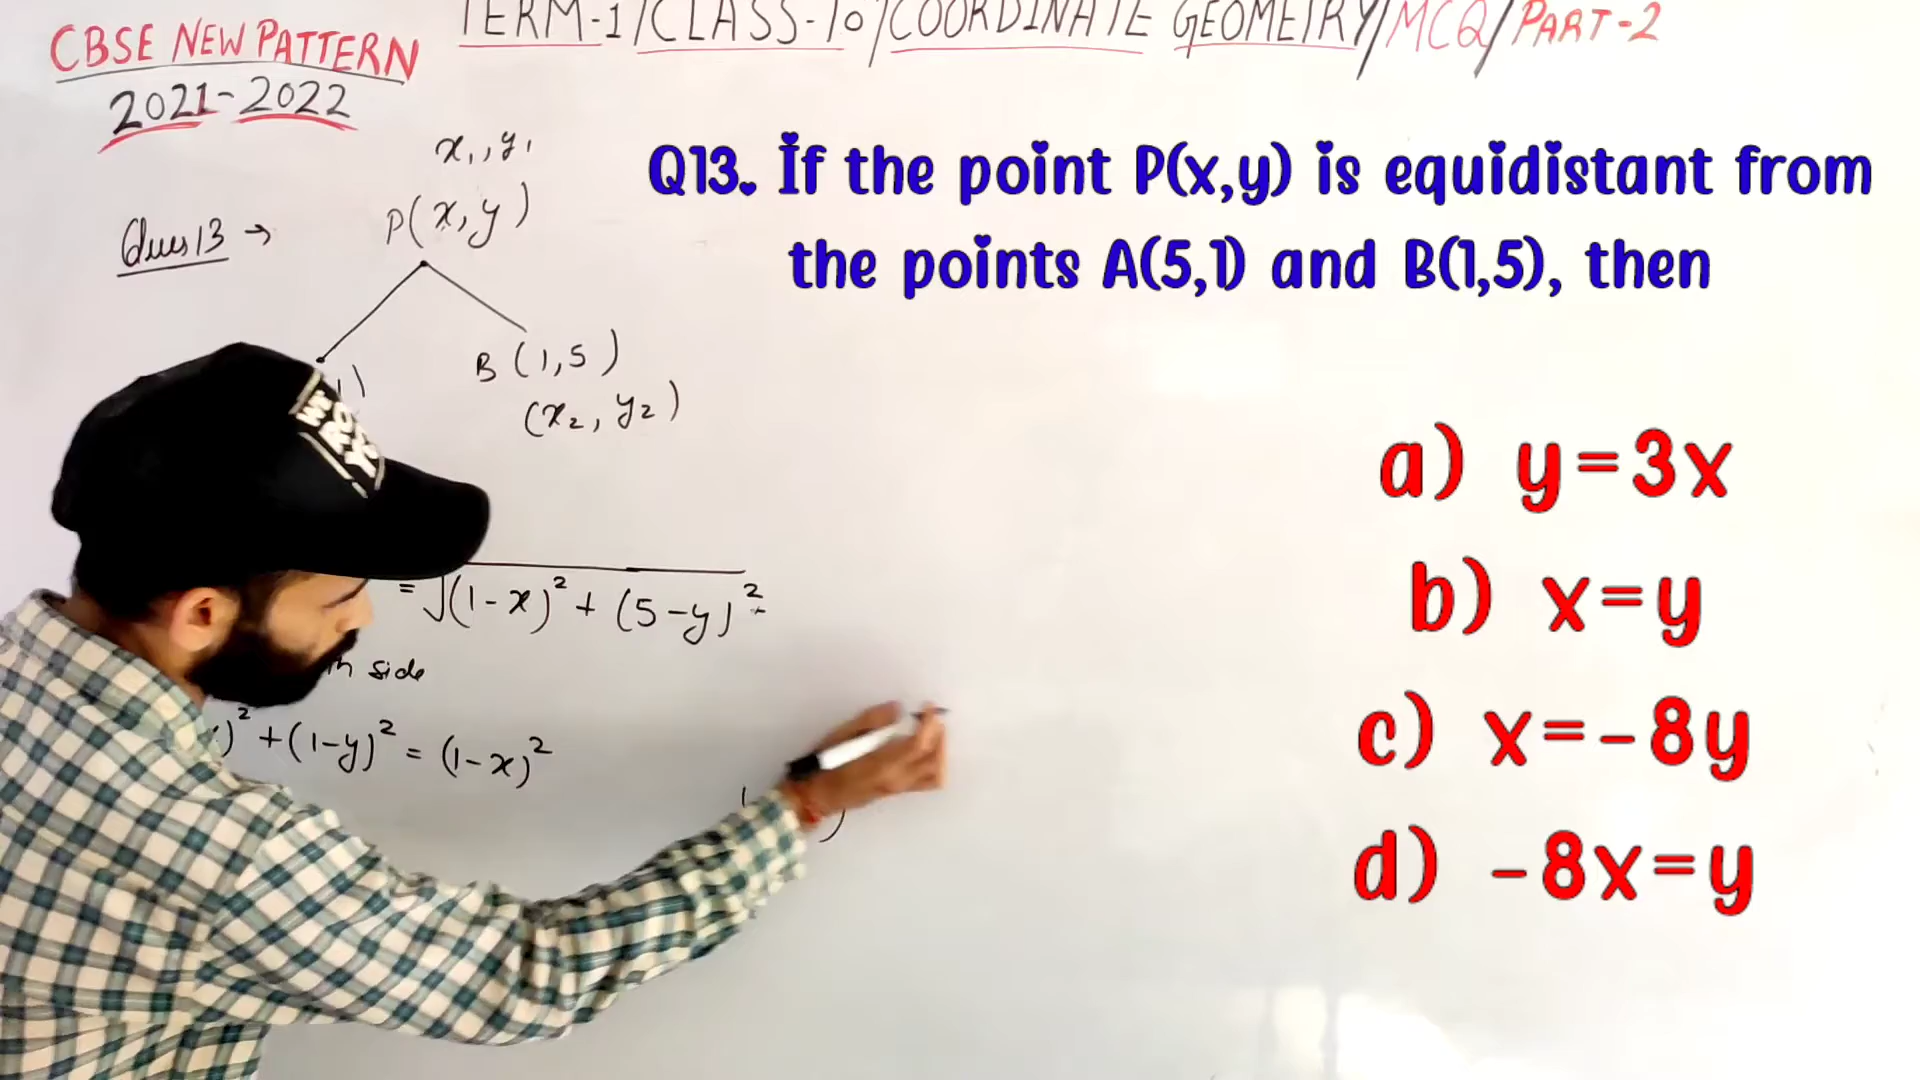 TERM-1/CLASS-10/COORDINATE GEOMETRY/MCQ/PART-2
CBSE NEW PATTERN
2021-2022
x₁, y₁
Q13. If the point P(x,y) is equidistant from
the points A(5,1) and B(1,5), then
Ques 13 →
P(x, y)
B (1, 5)
(x₂, y₂)
a) y=3x
b) x=y
= √(1-x)² + (5-y)²
side
c) x=-8y
)² + (1-y)² = (1-x)²
d) -8x=y